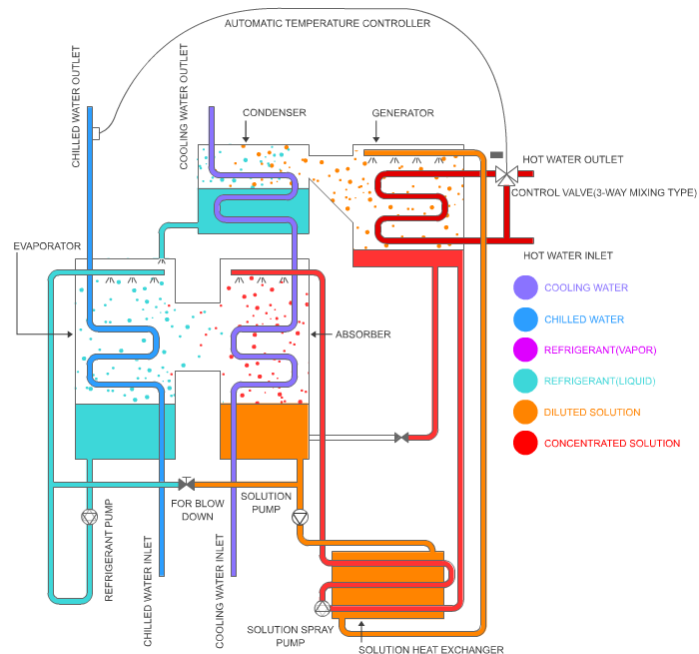 AUTOMATIC TEMPERATURE CONTROLLER
CHILLED WATER OUTLET
COOLING WATER OUTLET
CONDENSER
GENERATOR
HOT WATER OUTLET
CONTROL VALVE(3-WAY MIXING TYPE)
EVAPORATOR
HOT WATER INLET
COOLING WATER
CHILLED WATER
ABSORBER
REFRIGERANT(VAPOR)
REFRIGERANT(LIQUID)
DILUTED SOLUTION
CONCENTRATED SOLUTION
FOR BLOW
DOWN
SOLUTION
PUMP
REFRIGERANT PUMP
CHILLED WATER INLET
COOLING WATER INLET
SOLUTION SPRAY
PUMP
SOLUTION HEAT EXCHANGER